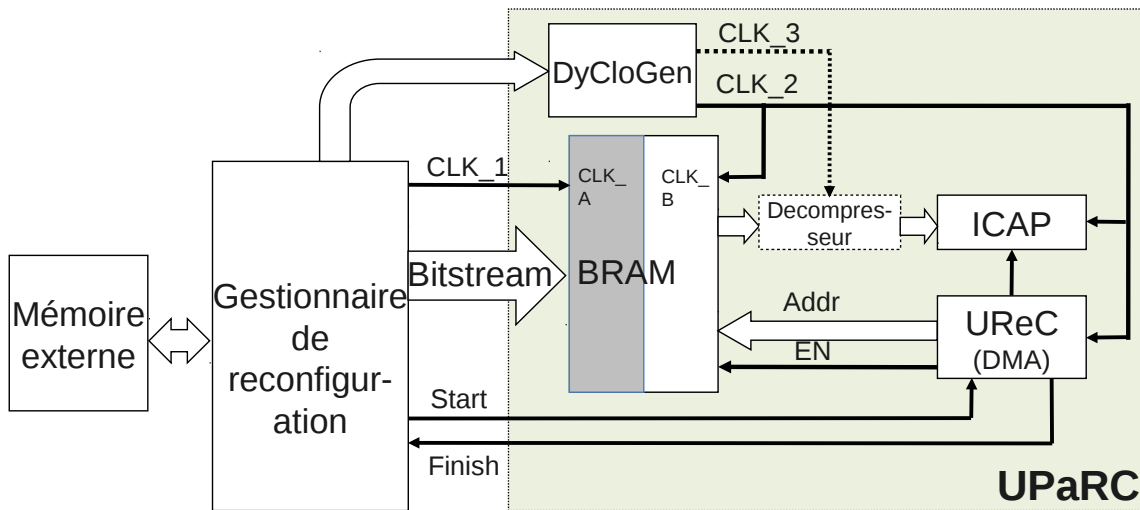 CLK_3
DyCloGen
CLK_2
CLK_1
CLK_
A
CLK_
B
Decompres-
seur
ICAP
Bitstream
BRAM
Mémoire
externe
Gestionnaire
de
reconfigur-
ation
Addr
UReC
(DMA)
EN
Start
Finish
UPaRC